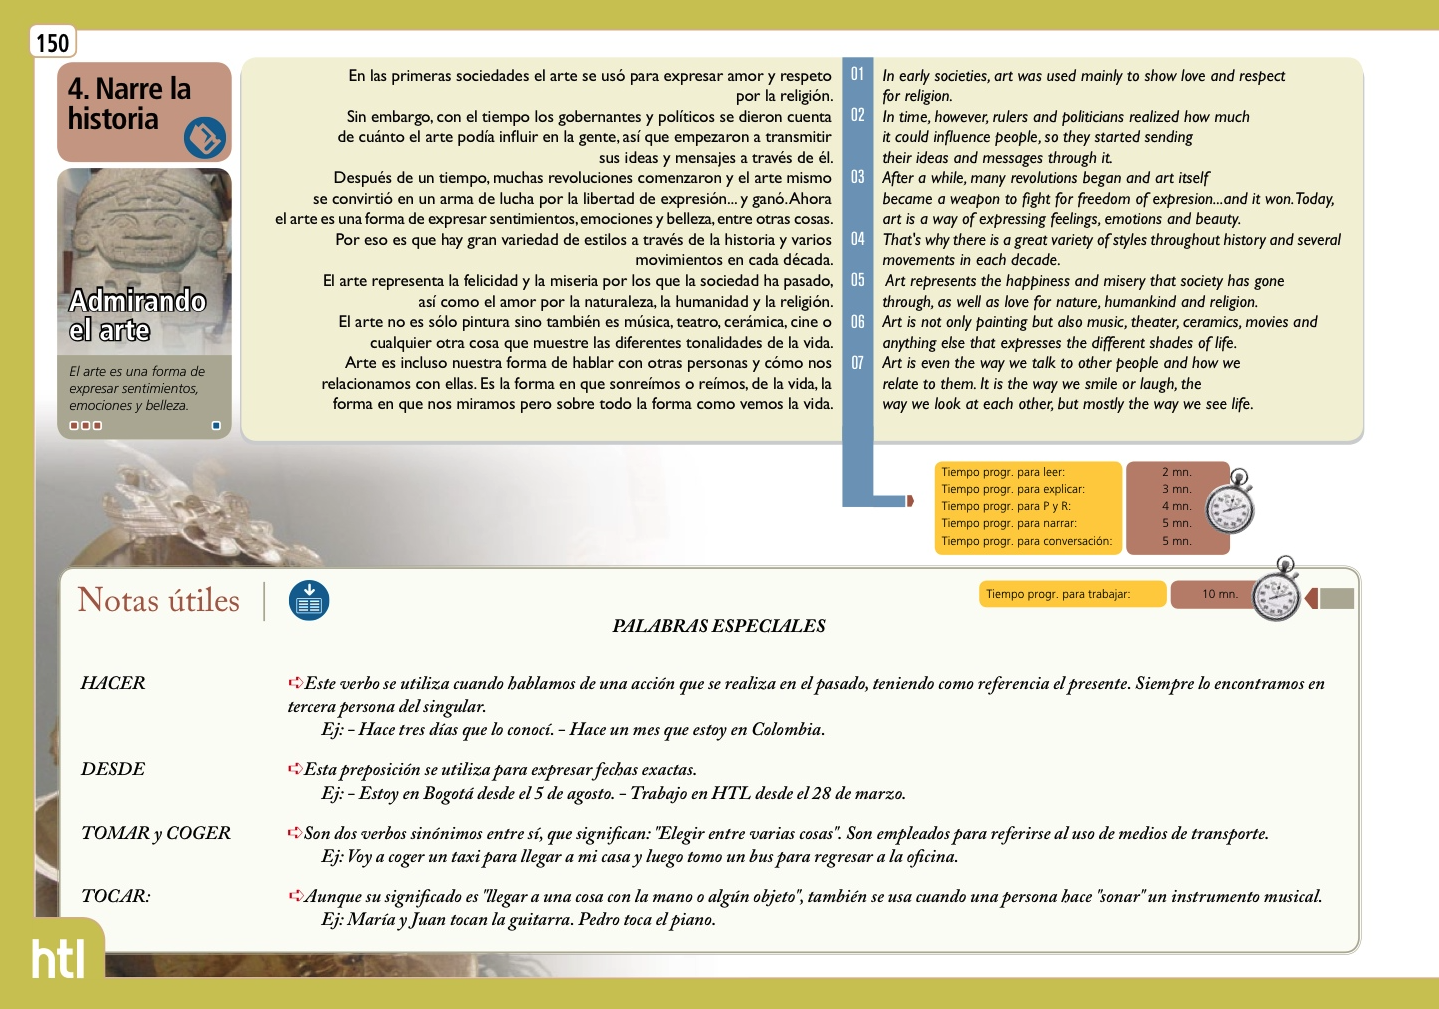 150
4. Narre la
historia
Admirando
el arte
El arte es una forma de
expresar sentimientos,
emociones y belleza.
En las primeras sociedades el arte se usó para expresar amor y respeto
por la religión.
Sin embargo, con el tiempo los gobernantes y políticos se dieron cuenta
de cuánto el arte podía influir en la gente, así que empezaron a transmitir
sus ideas y mensajes a través de él.
Después de un tiempo, muchas revoluciones comenzaron y el arte mismo
se convirtió en un arma de lucha por la libertad de expresión... y ganó. Ahora
el arte es una forma de expresar sentimientos, emociones y belleza, entre otras cosas.
Por eso es que hay gran variedad de estilos a través de la historia y varios
movimientos en cada década.
El arte representa la felicidad y la miseria por los que la sociedad ha pasado,
así como el amor por la naturaleza, la humanidad y la religión.
El arte no es sólo pintura sino también es música, teatro, cerámica, cine o
cualquier otra cosa que muestre las diferentes tonalidades de la vida.
Arte es incluso nuestra forma de hablar con otras personas y cómo nos
relacionamos con ellas. Es la forma en que sonreímos o reímos, de la vida, la
forma en que nos miramos pero sobre todo la forma como vemos la vida.
01
02
03
04
05
06
07
In early societies, art was used mainly to show love and respect
for religion.
In time, however, rulers and politicians realized how much
it could influence people, so they started sending
their ideas and messages through it.
After a while, many revolutions began and art itself
became a weapon to fight for freedom of expresion...and it won. Today,
art is a way of expressing feelings, emotions and beauty.
That's why there is a great variety of styles throughout history and several
movements in each decade.
Art represents the happiness and misery that society has gone
through, as well as love for nature, humankind and religion.
Art is not only painting but also music, theater, ceramics, movies and
anything else that expresses the different shades of life.
Art is even the way we talk to other people and how we
relate to them. It is the way we smile or laugh, the
way we look at each other, but mostly the way we see life.
Tiempo progr. para leer: 2 mn.
Tiempo progr. para explicar: 3 mn.
Tiempo progr. para P y R: 4 mn.
Tiempo progr. para narrar: 5 mn.
Tiempo progr. para conversación: 5 mn.
Notas útiles
Tiempo progr. para trabajar: 10 mn.
PALABRAS ESPECIALES
HACER
➪Este verbo se utiliza cuando hablamos de una acción que se realiza en el pasado, teniendo como referencia el presente. Siempre lo encontramos en
tercera persona del singular.
Ej: - Hace tres días que lo conocí. - Hace un mes que estoy en Colombia.
DESDE
➪Esta preposición se utiliza para expresar fechas exactas.
Ej: - Estoy en Bogotá desde el 5 de agosto. - Trabajo en HTL desde el 28 de marzo.
TOMAR y COGER
➪Son dos verbos sinónimos entre sí, que significan: "Elegir entre varias cosas". Son empleados para referirse al uso de medios de transporte.
Ej: Voy a coger un taxi para llegar a mi casa y luego tomo un bus para regresar a la oficina.
TOCAR:
➪Aunque su significado es "llegar a una cosa con la mano o algún objeto", también se usa cuando una persona hace "sonar" un instrumento musical.
Ej: María y Juan tocan la guitarra. Pedro toca el piano.
htl